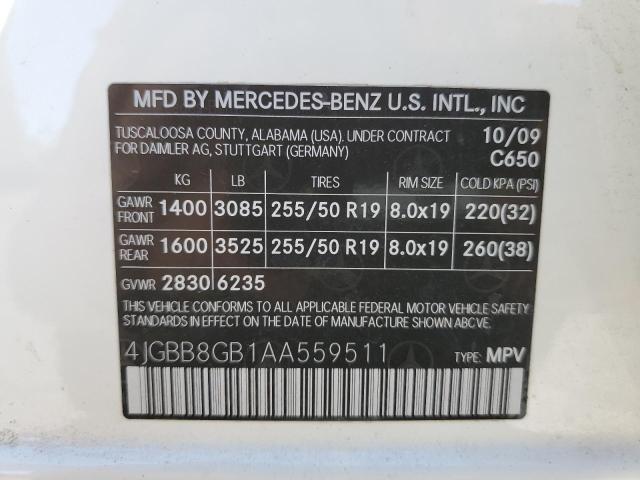 MFD BY MERCEDES-BENZ U.S. INTL., INC
TUSCALOOSA COUNTY, ALABAMA (USA). UNDER CONTRACT 10/09
FOR DAIMLER AG, STUTTGART (GERMANY) C650
KG LB TIRES RIM SIZE COLD KPA (PSI)
GAWR FRONT 1400 3085 255/50 R19 8.0x19 220(32)
GAWR REAR 1600 3525 255/50 R19 8.0x19 260(38)
GVWR 2830 6235
THIS VEHICLE CONFORMS TO ALL APPLICABLE FEDERAL MOTOR VEHICLE SAFETY
STANDARDS IN EFFECT ON THE DATE OF MANUFACTURE SHOWN ABOVE.
4JGBB8GB1AA559511 TYPE: MPV